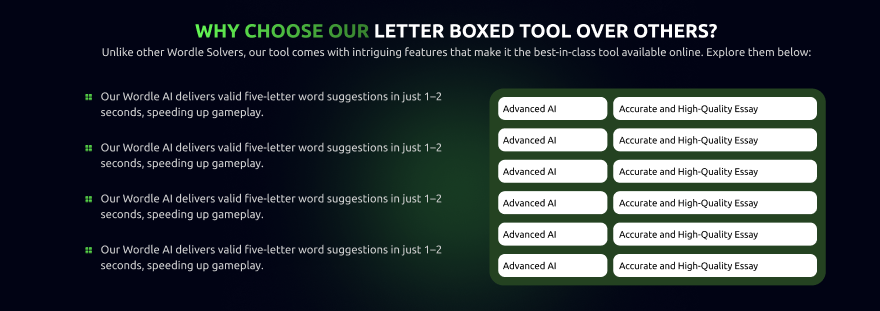 WHY CHOOSE OUR LETTER BOXED TOOL OVER OTHERS?
Unlike other Wordle Solvers, our tool comes with intriguing features that make it the best-in-class tool available online. Explore them below:
Our Wordle AI delivers valid five-letter word suggestions in just 1–2
seconds, speeding up gameplay.
Our Wordle AI delivers valid five-letter word suggestions in just 1–2
seconds, speeding up gameplay.
Our Wordle AI delivers valid five-letter word suggestions in just 1–2
seconds, speeding up gameplay.
Our Wordle AI delivers valid five-letter word suggestions in just 1–2
seconds, speeding up gameplay.
Advanced AI Accurate and High-Quality Essay
Advanced AI Accurate and High-Quality Essay
Advanced AI Accurate and High-Quality Essay
Advanced AI Accurate and High-Quality Essay
Advanced AI Accurate and High-Quality Essay
Advanced AI Accurate and High-Quality Essay